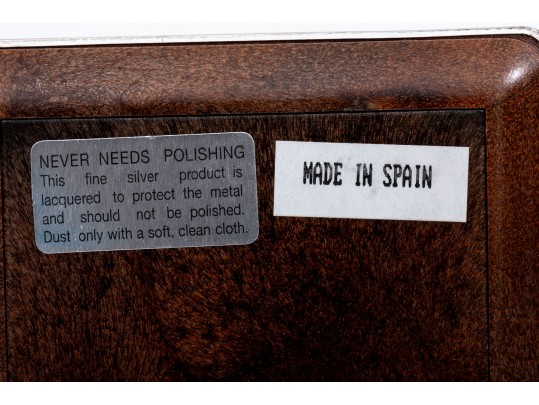 NEVER NEEDS POLISHING
This fine silver product is
lacquered to protect the metal
and should not be polished.
Dust only with a soft, clean cloth.
MADE IN SPAIN